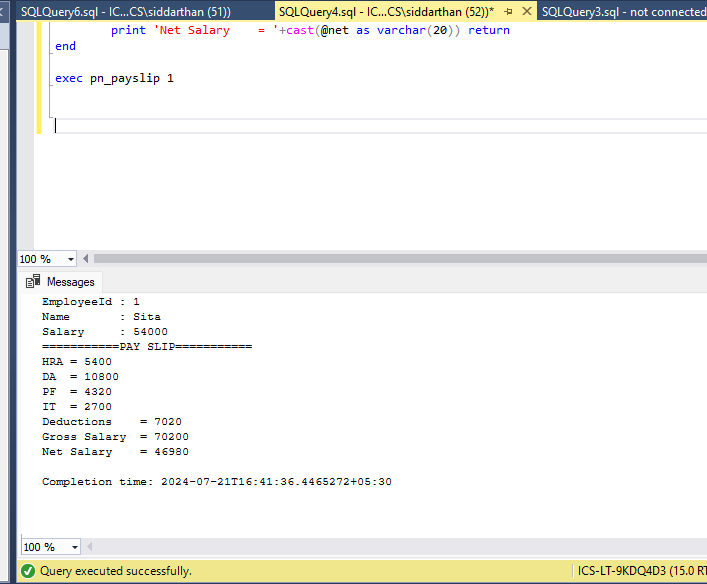 SQLQuery6.sql - IC...CS\siddarthan (51)) SQLQuery4.sql - IC...CS\siddarthan (52))* SQLQuery3.sql - not connected
print 'Net Salary    = '+cast(@net as varchar(20)) return
end
exec pn_payslip 1
100 %
Messages
EmployeeId : 1
Name       : Sita
Salary     : 54000
===========PAY SLIP===========
HRA = 5400
DA  = 10800
PF  = 4320
IT  = 2700
Deductions    = 7020
Gross Salary  = 70200
Net Salary    = 46980
Completion time: 2024-07-21T16:41:36.4465272+05:30
100 %
Query executed successfully. ICS-LT-9KDQ4D3 (15.0 RT